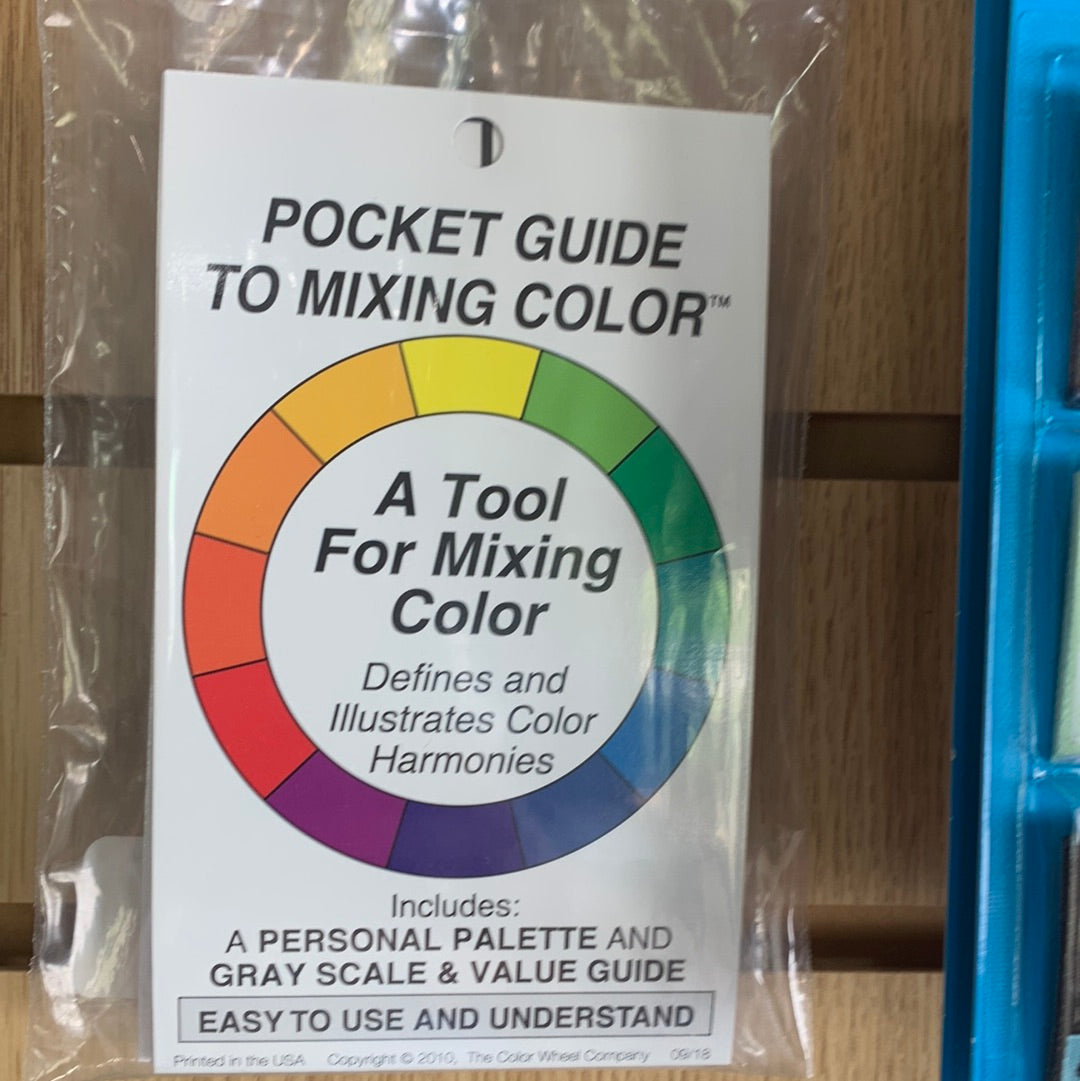 POCKET GUIDE
TO MIXING COLOR™
A Tool
For Mixing
Color
Defines and
Illustrates Color
Harmonies
Includes:
A PERSONAL PALETTE AND
GRAY SCALE & VALUE GUIDE
EASY TO USE AND UNDERSTAND
Printed in the USA Copyright © 2010, The Color Wheel Company 09/18